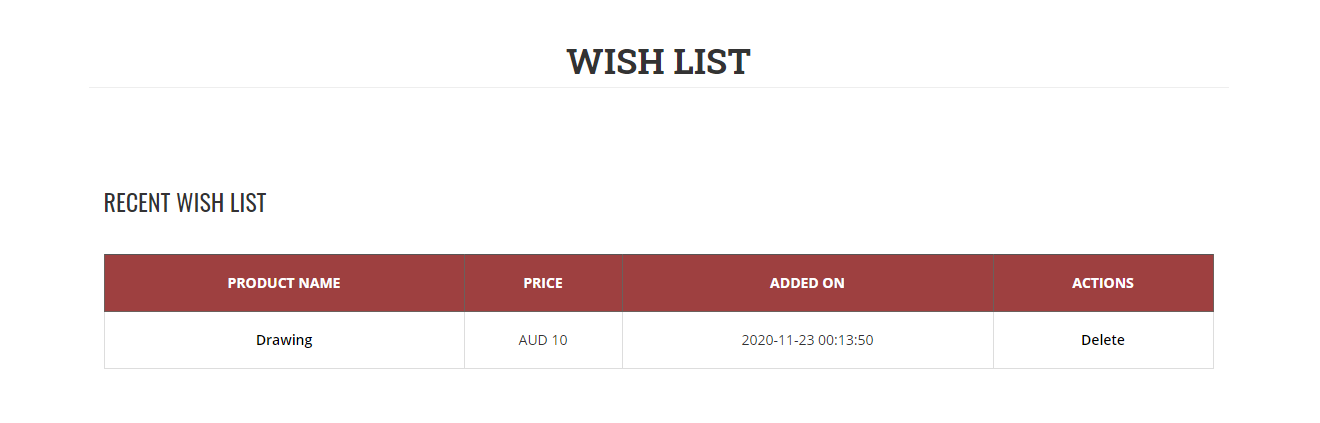 WISH LIST
RECENT WISH LIST
PRODUCT NAME PRICE ADDED ON ACTIONS
Drawing AUD 10 2020-11-23 00:13:50 Delete